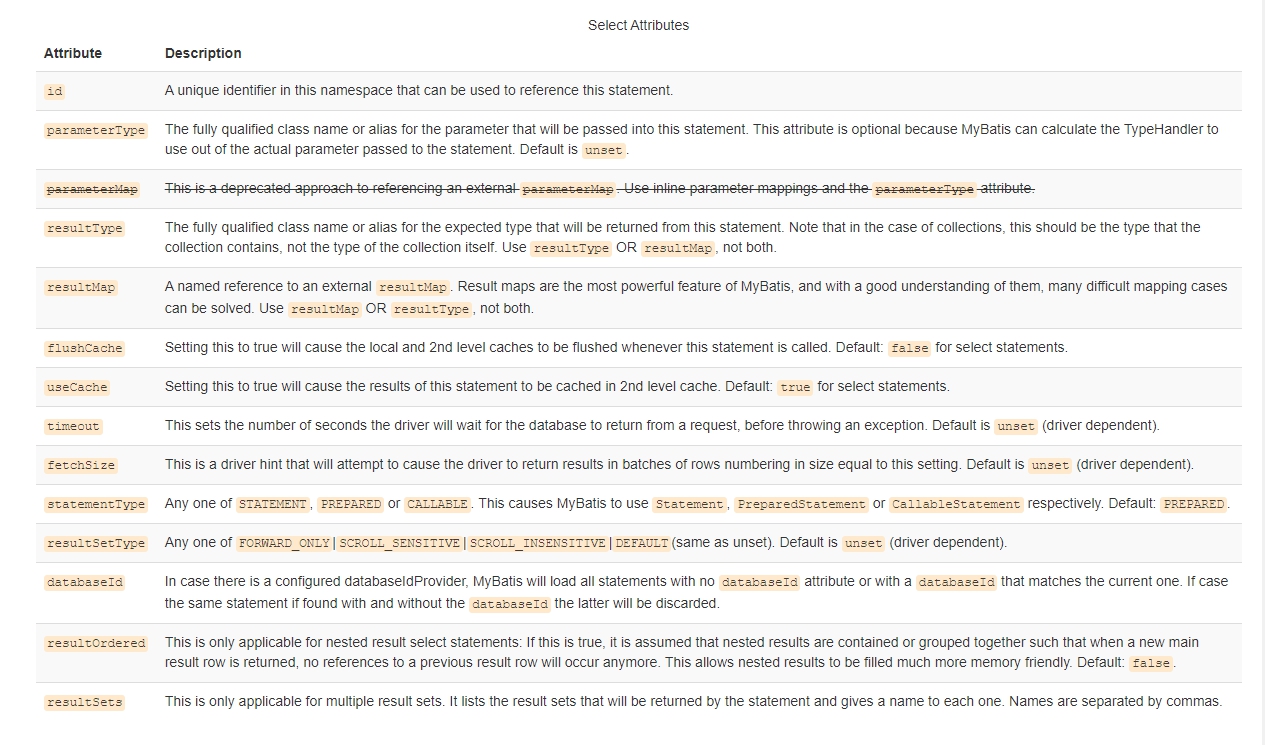 Select Attributes
Attribute Description
id A unique identifier in this namespace that can be used to reference this statement.
parameterType The fully qualified class name or alias for the parameter that will be passed into this statement. This attribute is optional because MyBatis can calculate the TypeHandler to
use out of the actual parameter passed to the statement. Default is unset.
parameterMap This is a deprecated approach to referencing an external parameterMap. Use inline parameter mappings and the parameterType attribute.
resultType The fully qualified class name or alias for the expected type that will be returned from this statement. Note that in the case of collections, this should be the type that the
collection contains, not the type of the collection itself. Use resultType OR resultMap, not both.
resultMap A named reference to an external resultMap. Result maps are the most powerful feature of MyBatis, and with a good understanding of them, many difficult mapping cases
can be solved. Use resultMap OR resultType, not both.
flushCache Setting this to true will cause the local and 2nd level caches to be flushed whenever this statement is called. Default: false for select statements.
useCache Setting this to true will cause the results of this statement to be cached in 2nd level cache. Default: true for select statements.
timeout This sets the number of seconds the driver will wait for the database to return from a request, before throwing an exception. Default is unset (driver dependent).
fetchSize This is a driver hint that will attempt to cause the driver to return results in batches of rows numbering in size equal to this setting. Default is unset (driver dependent).
statementType Any one of STATEMENT, PREPARED or CALLABLE. This causes MyBatis to use Statement, PreparedStatement or CallableStatement respectively. Default: PREPARED.
resultSetType Any one of FORWARD_ONLY|SCROLL_SENSITIVE|SCROLL_INSENSITIVE|DEFAULT(same as unset). Default is unset (driver dependent).
databaseId In case there is a configured databaseIdProvider, MyBatis will load all statements with no databaseId attribute or with a databaseId that matches the current one. If case
the same statement if found with and without the databaseId the latter will be discarded.
resultOrdered This is only applicable for nested result select statements: If this is true, it is assumed that nested results are contained or grouped together such that when a new main
result row is returned, no references to a previous result row will occur anymore. This allows nested results to be filled much more memory friendly. Default: false.
resultSets This is only applicable for multiple result sets. It lists the result sets that will be returned by the statement and gives a name to each one. Names are separated by commas.